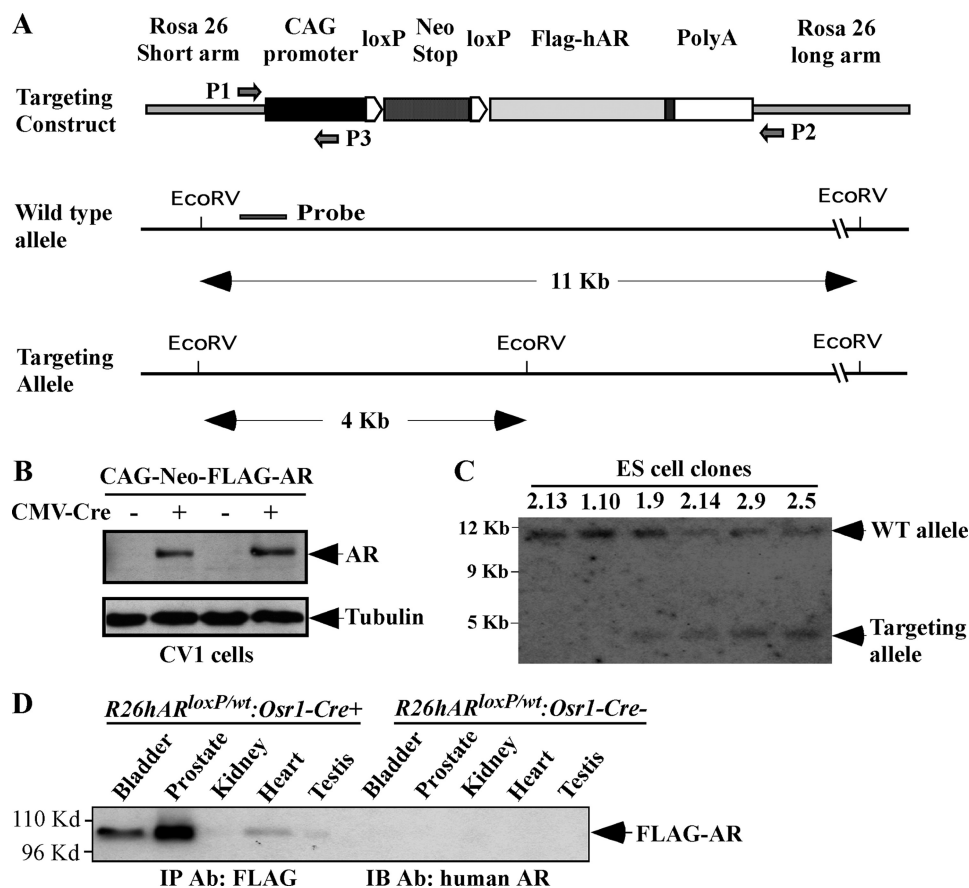 A
Rosa 26 Short arm
CAG promoter
loxP
Neo Stop
loxP
Flag-hAR
PolyA
Rosa 26 long arm
Targeting Construct
P1
P3
P2
Wild type allele
EcoRV
Probe
EcoRV
11 Kb
Targeting Allele
EcoRV
EcoRV
EcoRV
4 Kb
B
CAG-Neo-FLAG-AR
CMV-Cre - + - +
AR
Tubulin
CV1 cells
C
ES cell clones
2.13 1.10 1.9 2.14 2.9 2.5
12 Kb
WT allele
9 Kb
5 Kb
Targeting allele
D
R26hARloxP/wt:Osr1-Cre+ R26hARloxP/wt:Osr1-Cre-
Bladder Prostate Kidney Heart Testis Bladder Prostate Kidney Heart Testis
110 Kd
FLAG-AR
96 Kd
IP Ab: FLAG IB Ab: human AR